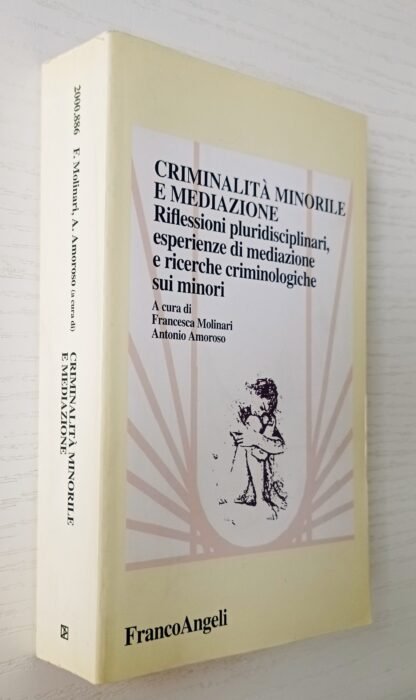 CRIMINALITÀ MINORILE
E MEDIAZIONE
Riflessioni pluridisciplinari,
esperienze di mediazione
e ricerche criminologiche
sui minori
A cura di
Francesca Molinari
Antonio Amoroso
FrancoAngeli
2000.886 F. Molinari, A. Amoroso (a cura di)
CRIMINALITÀ MINORILE
E MEDIAZIONE